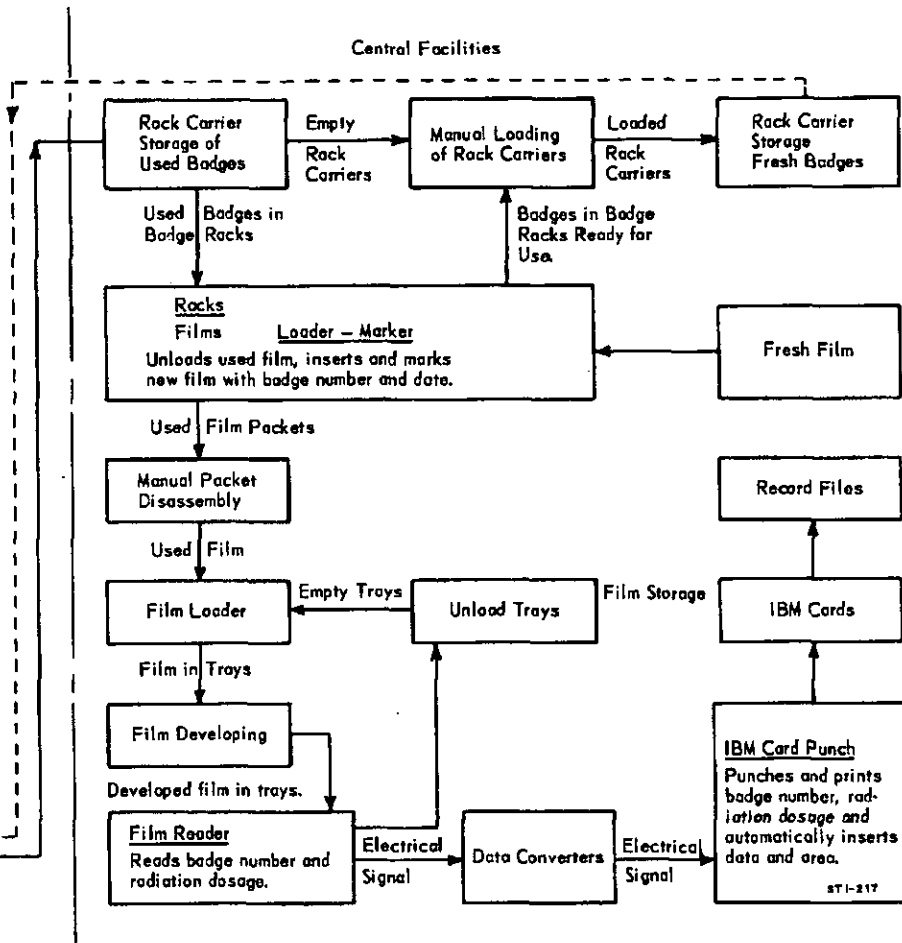 Central Facilities
Rack Carrier
Storage of
Used Badges
Empty
Rack
Carriers
Manual Loading
of Rack Carriers
Loaded
Rack
Carriers
Rack Carrier
Storage
Fresh Badges
Used Badges in
Badge Racks
Badges in Badge
Racks Ready for
Use.
Racks
Films Loader – Marker
Unloads used film, inserts and marks
new film with badge number and date.
Fresh Film
Used Film Packets
Manual Packet
Disassembly
Record Files
Used Film
Film Loader
Empty Trays
Unload Trays
Film Storage
IBM Cards
Film in Trays
Film Developing
Developed film in trays.
Film Reader
Reads badge number and
radiation dosage.
Electrical
Signal
Data Converters
Electrical
Signal
IBM Card Punch
Punches and prints
badge number, rad-
iation dosage and
automatically inserts
data and area.
STI-217